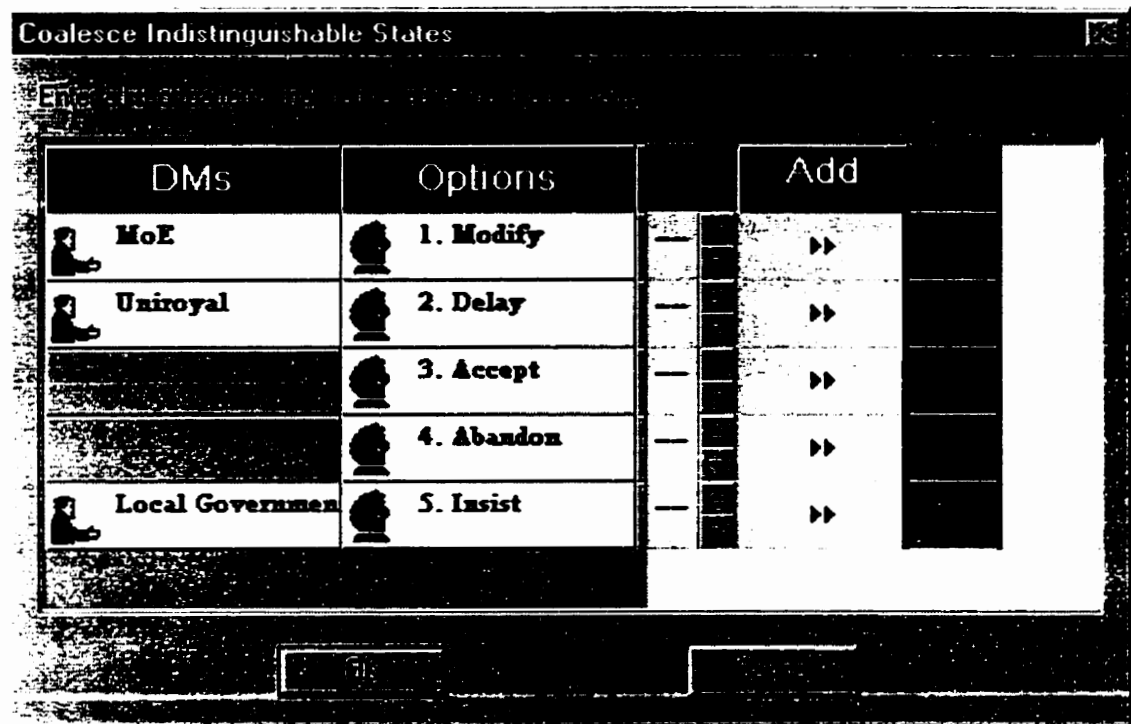 Coalesce Indistinguishable States
DMs Options Add
MoE 1. Modify —
Uniroyal 2. Delay —
3. Accept —
4. Abandon —
Local Governmen 5. Insist —